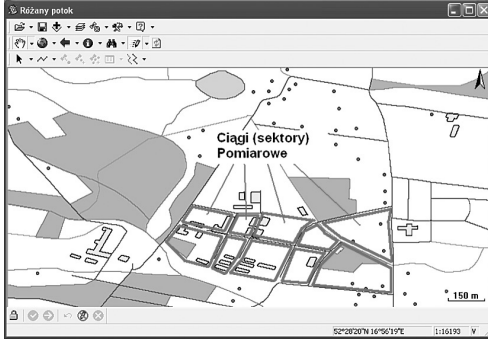 Różany potok
Ciągi (sektory)
Pomiarowe
150 m
52°28'20"N 16°56'19"E
1:16193
V